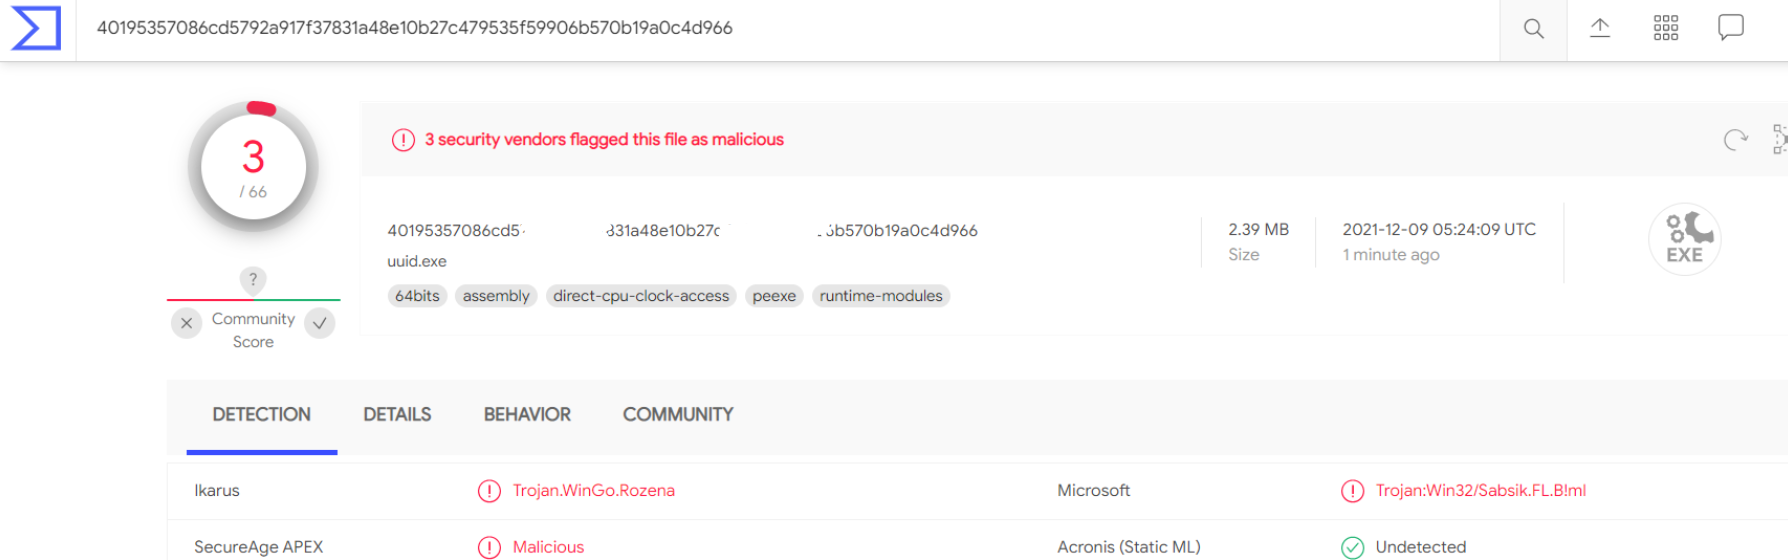 40195357086cd5792a917f37831a48e10b27c479535f59906b570b19a0c4d966
3
/ 66
3 security vendors flagged this file as malicious
40195357086cd5 831a48e10b27c 6b570b19a0c4d966
uuid.exe
64bits assembly direct-cpu-clock-access peexe runtime-modules
2.39 MB
Size
2021-12-09 05:24:09 UTC
1 minute ago
EXE
?
Community
Score
DETECTION DETAILS BEHAVIOR COMMUNITY
Ikarus Trojan.WinGo.Rozena Microsoft Trojan:Win32/Sabsik.FL.B!ml
SecureAge APEX Malicious Acronis (Static ML) Undetected